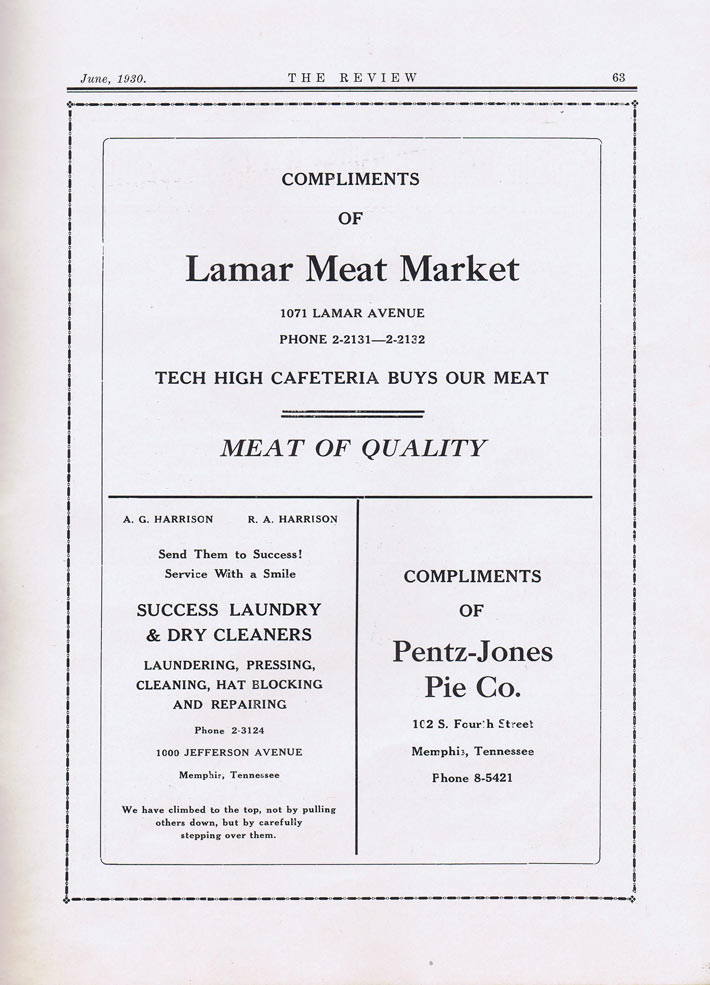 June, 1930. THE REVIEW 63
COMPLIMENTS
OF
Lamar Meat Market
1071 LAMAR AVENUE
PHONE 2-2131—2-2132
TECH HIGH CAFETERIA BUYS OUR MEAT
MEAT OF QUALITY
A. G. HARRISON R. A. HARRISON
Send Them to Success!
Service With a Smile
SUCCESS LAUNDRY
& DRY CLEANERS
LAUNDERING, PRESSING,
CLEANING, HAT BLOCKING
AND REPAIRING
Phone 2-3124
1000 JEFFERSON AVENUE
Memphis, Tennessee
We have climbed to the top, not by pulling
others down, but by carefully
stepping over them.
COMPLIMENTS
OF
Pentz-Jones
Pie Co.
102 S. Fourth Street
Memphis, Tennessee
Phone 8-5421